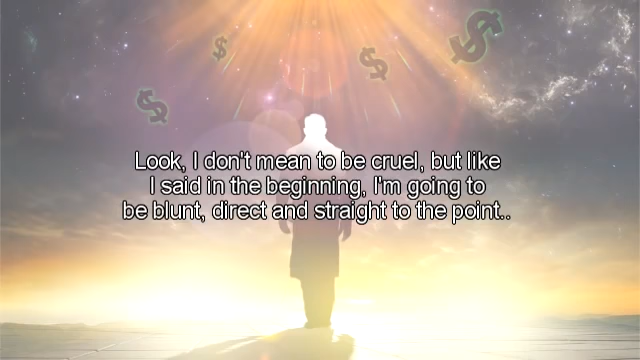 Look, I don't mean to be cruel, but like
I said in the beginning, I'm going to
be blunt, direct and straight to the point..